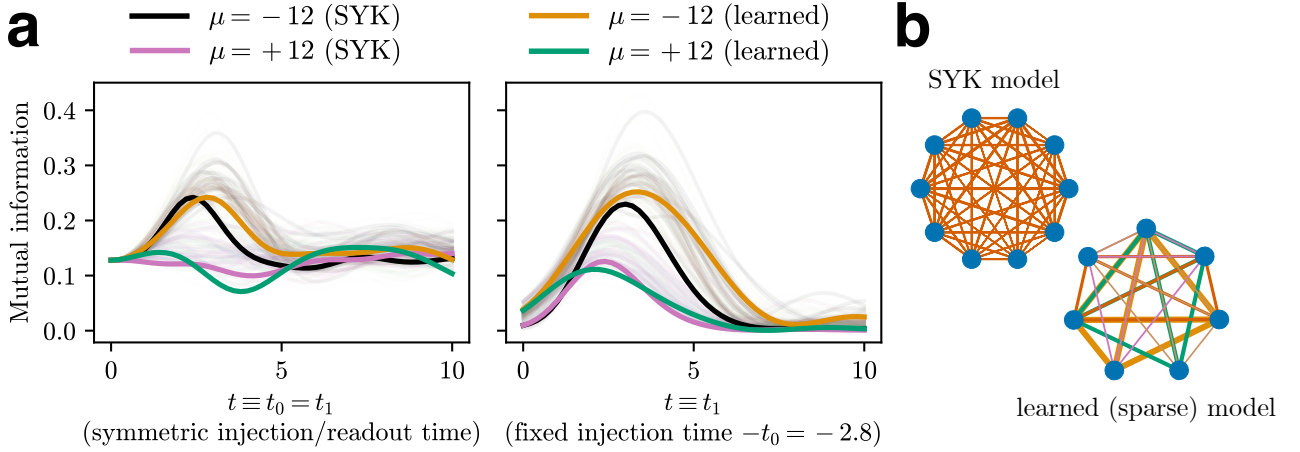 a
μ = − 12 (SYK)
μ = + 12 (SYK)
μ = − 12 (learned)
μ = + 12 (learned)
Mutual information
0.4
0.3
0.2
0.1
0.0
0 5 10
t ≡ t₀ = t₁
(symmetric injection/readout time)
0 5 10
t ≡ t₁
(fixed injection time −t₀ = − 2.8)
b
SYK model
learned (sparse) model